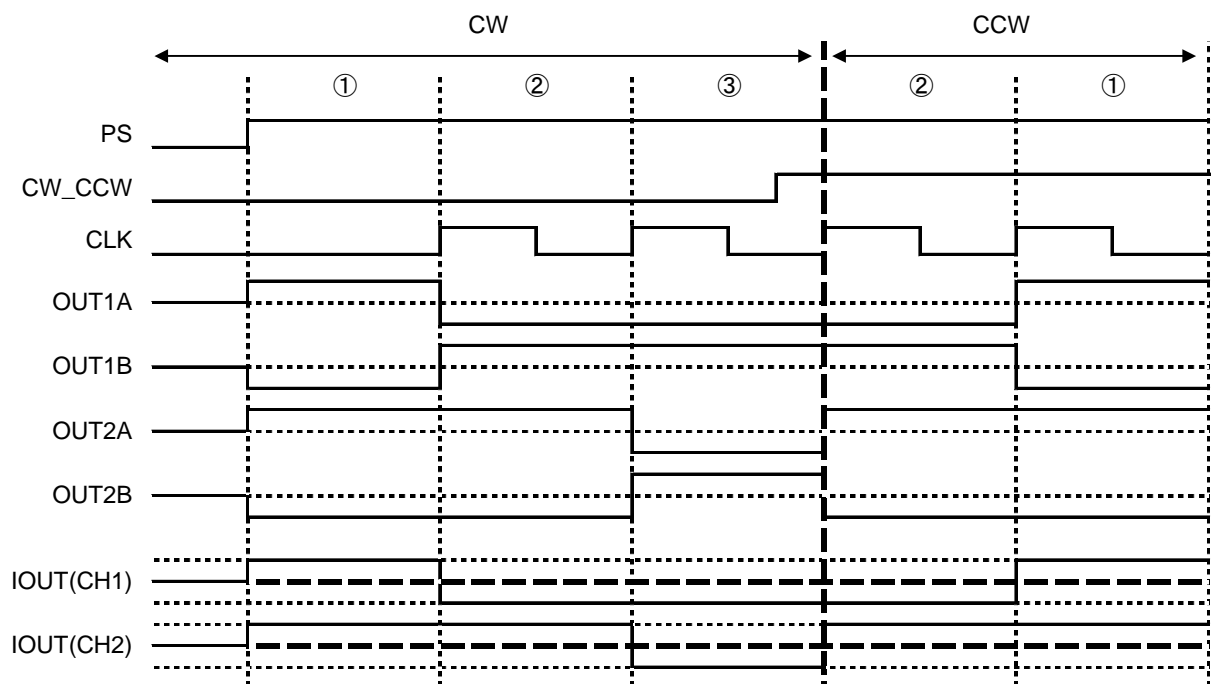 CW CCW
① ② ③ ② ①
PS
CW_CCW
CLK
OUT1A
OUT1B
OUT2A
OUT2B
IOUT(CH1)
IOUT(CH2)